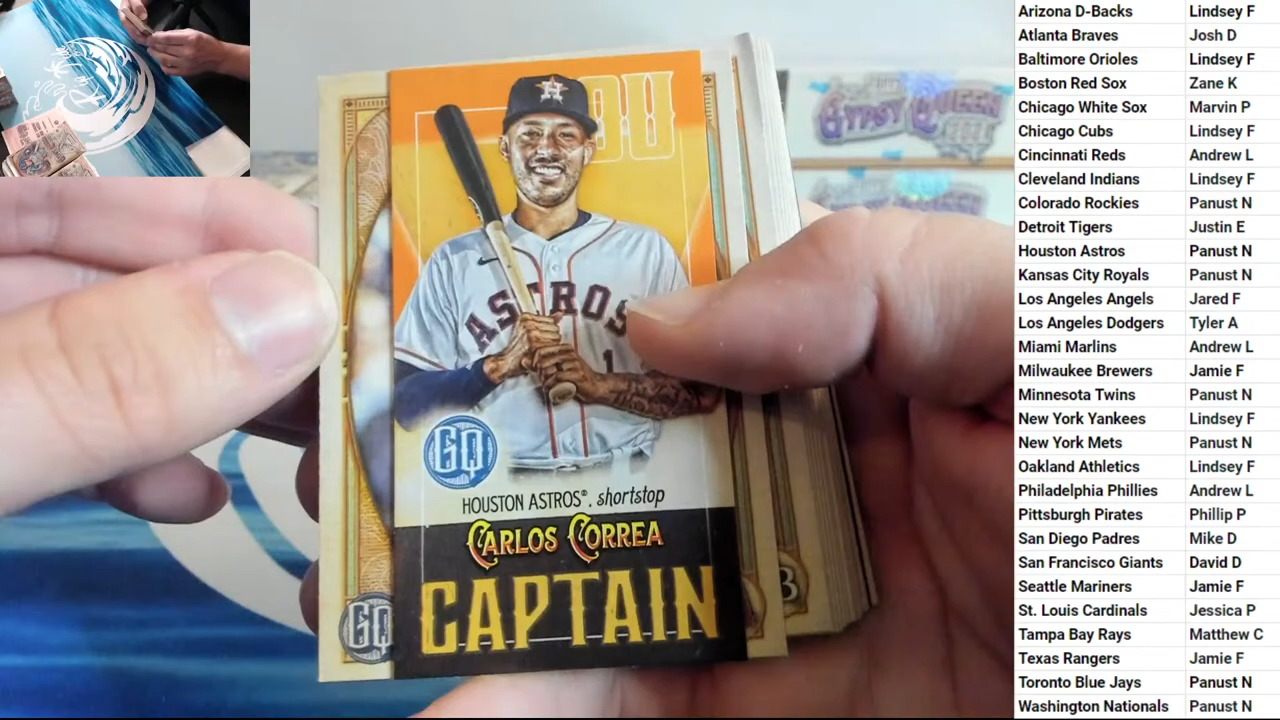 OU
ASTROS
1
GQ
HOUSTON ASTROS®, shortstop
CARLOS CORREA
CAPTAIN
GQ
GYPSY QUEEN
Arizona D-Backs Lindsey F
Atlanta Braves Josh D
Baltimore Orioles Lindsey F
Boston Red Sox Zane K
Chicago White Sox Marvin P
Chicago Cubs Lindsey F
Cincinnati Reds Andrew L
Cleveland Indians Lindsey F
Colorado Rockies Panust N
Detroit Tigers Justin E
Houston Astros Panust N
Kansas City Royals Panust N
Los Angeles Angels Jared F
Los Angeles Dodgers Tyler A
Miami Marlins Andrew L
Milwaukee Brewers Jamie F
Minnesota Twins Panust N
New York Yankees Lindsey F
New York Mets Panust N
Oakland Athletics Lindsey F
Philadelphia Phillies Andrew L
Pittsburgh Pirates Phillip P
San Diego Padres Mike D
San Francisco Giants David D
Seattle Mariners Jamie F
St. Louis Cardinals Jessica P
Tampa Bay Rays Matthew C
Texas Rangers Jamie F
Toronto Blue Jays Panust N
Washington Nationals Panust N